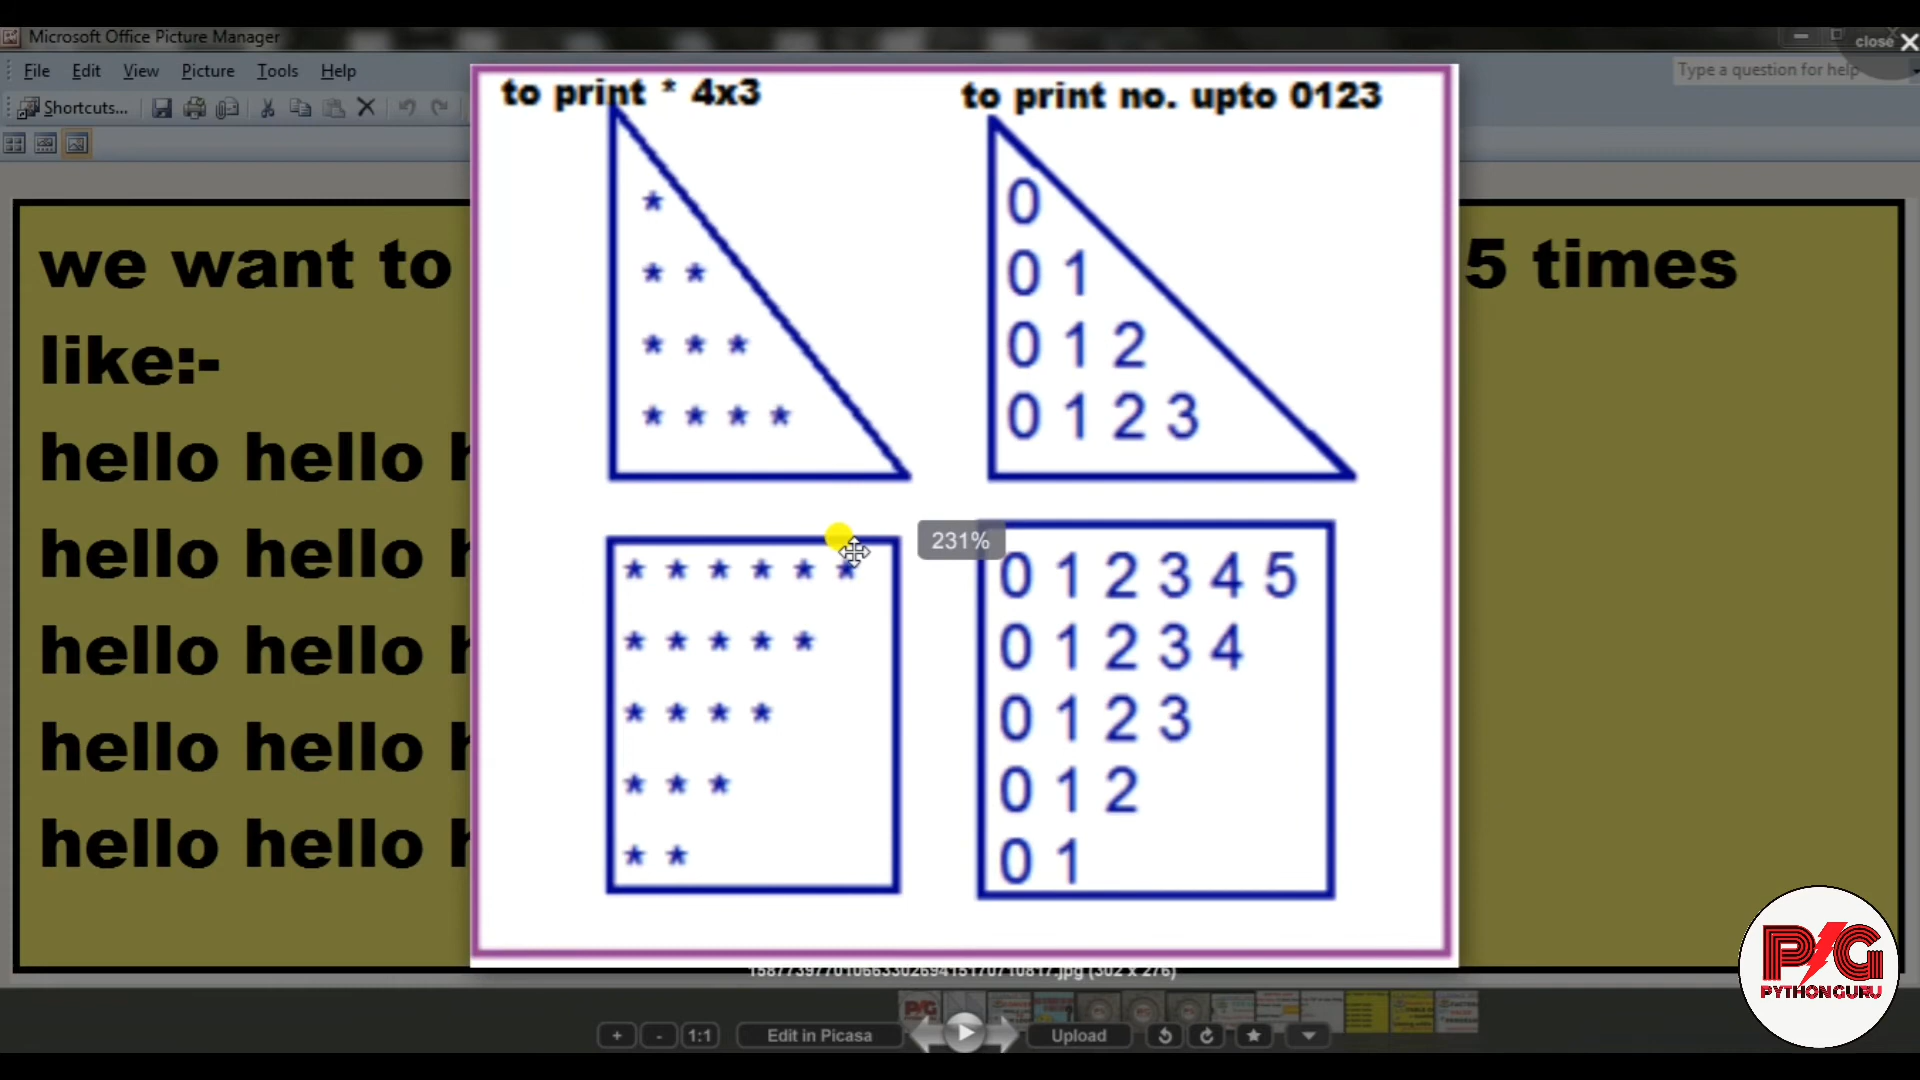 Microsoft Office Picture Manager
close
File Edit View Picture Tools Help
Type a question for help
Shortcuts...
we want to
5 times
like:-
hello hello h
hello hello h
hello hello h
hello hello h
hello hello h
to print * 4x3
*
* *
* * *
* * * *
to print no. upto 0123
0
0 1
0 1 2
0 1 2 3
231%
* * * * * *
* * * * *
* * * *
* * *
* *
0 1 2 3 4 5
0 1 2 3 4
0 1 2 3
0 1 2
0 1
+ - 1:1 Edit in Picasa Upload
P/G
PYTHONGURU